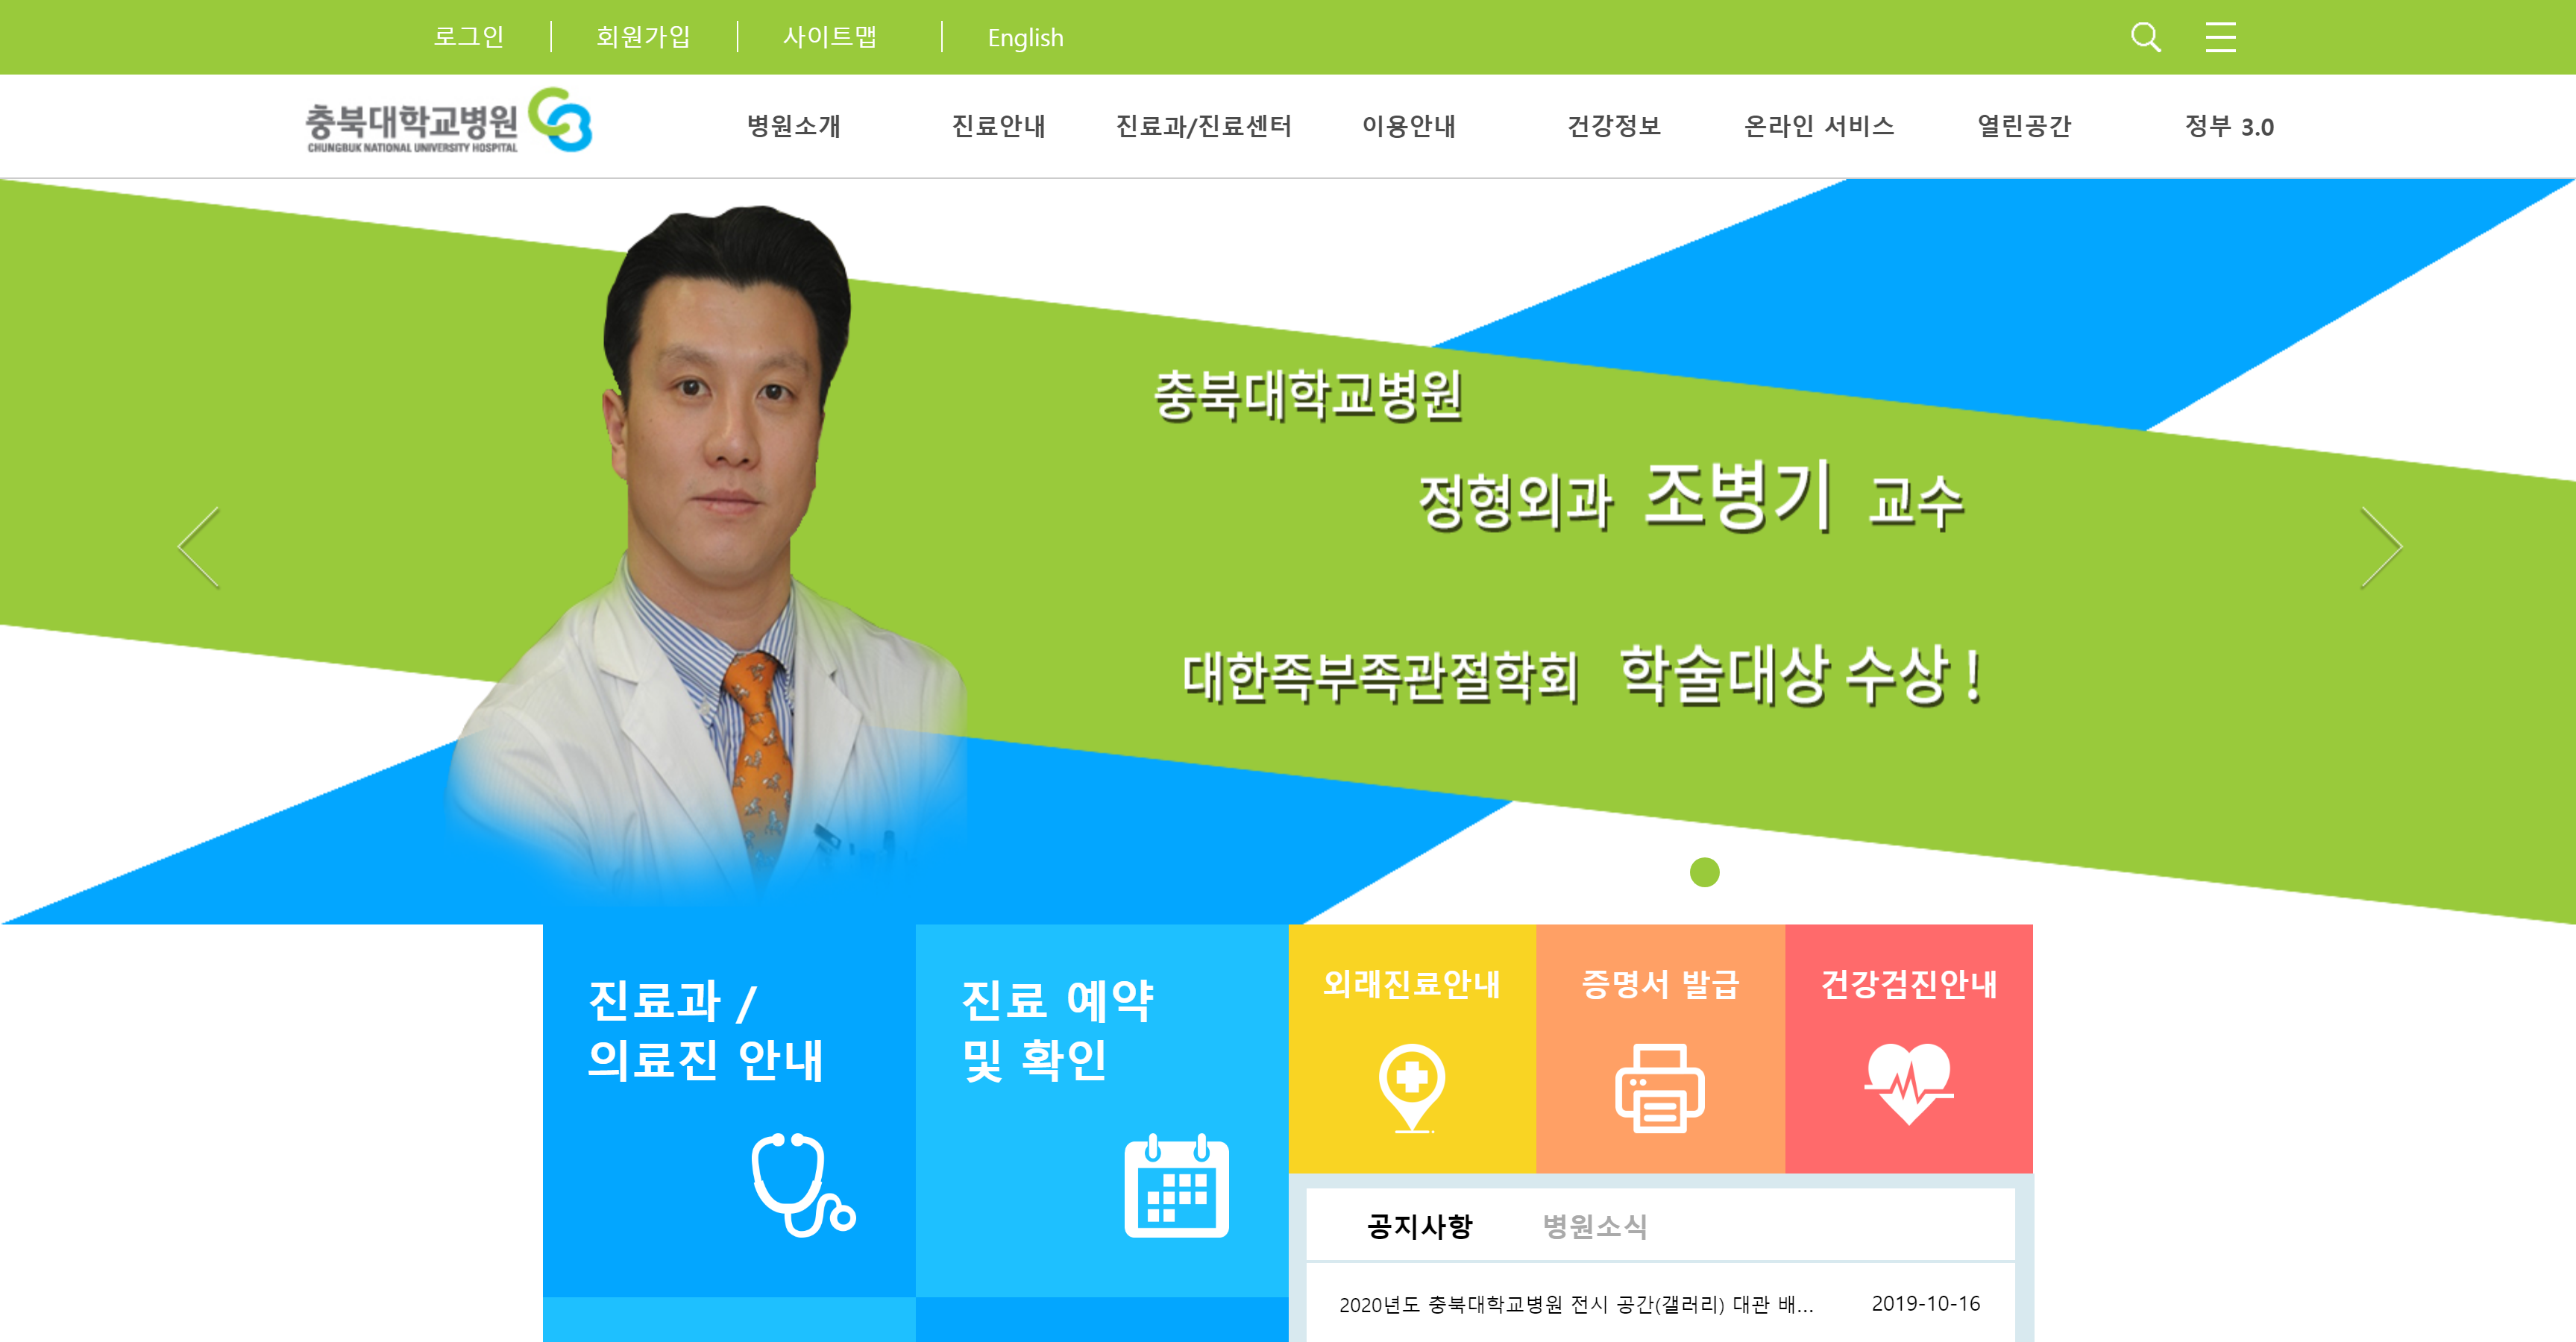 로그인
회원가입
사이트맵
English
충북대학교병원
CHUNGBUK NATIONAL UNIVERSITY HOSPITAL
병원소개
진료안내
진료과/진료센터
이용안내
건강정보
온라인 서비스
열린공간
정부 3.0
충북대학교병원
정형외과 조병기 교수
대한족부족관절학회 학술대상 수상 !
진료과 /
의료진 안내
진료 예약
및 확인
외래진료안내
증명서 발급
건강검진안내
공지사항
병원소식
2020년도 충북대학교병원 전시 공간(갤러리) 대관 배...
2019-10-16